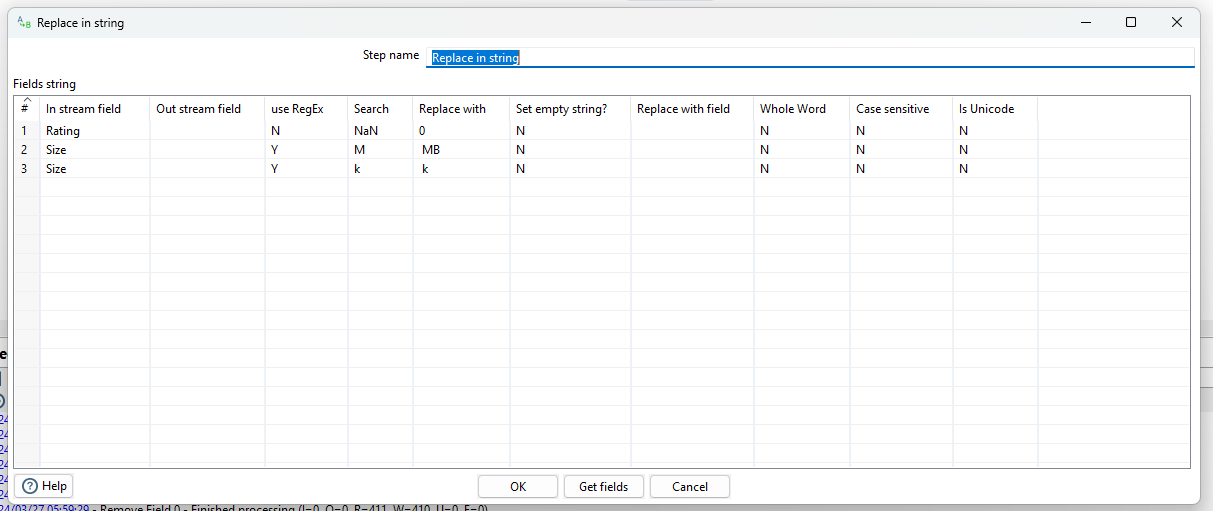 Replace in string
Step name Replace in string
Fields string
# In stream field Out stream field use RegEx Search Replace with Set empty string? Replace with field Whole Word Case sensitive Is Unicode
1 Rating N NaN 0 N N N N
2 Size Y M MB N N N N
3 Size Y k k N N N N
Help OK Get fields Cancel
24/03/27 05:59:29 - Remove Field 0 - Finished processing (I=0, O=0, R=411, W=410, U=0, E=0)